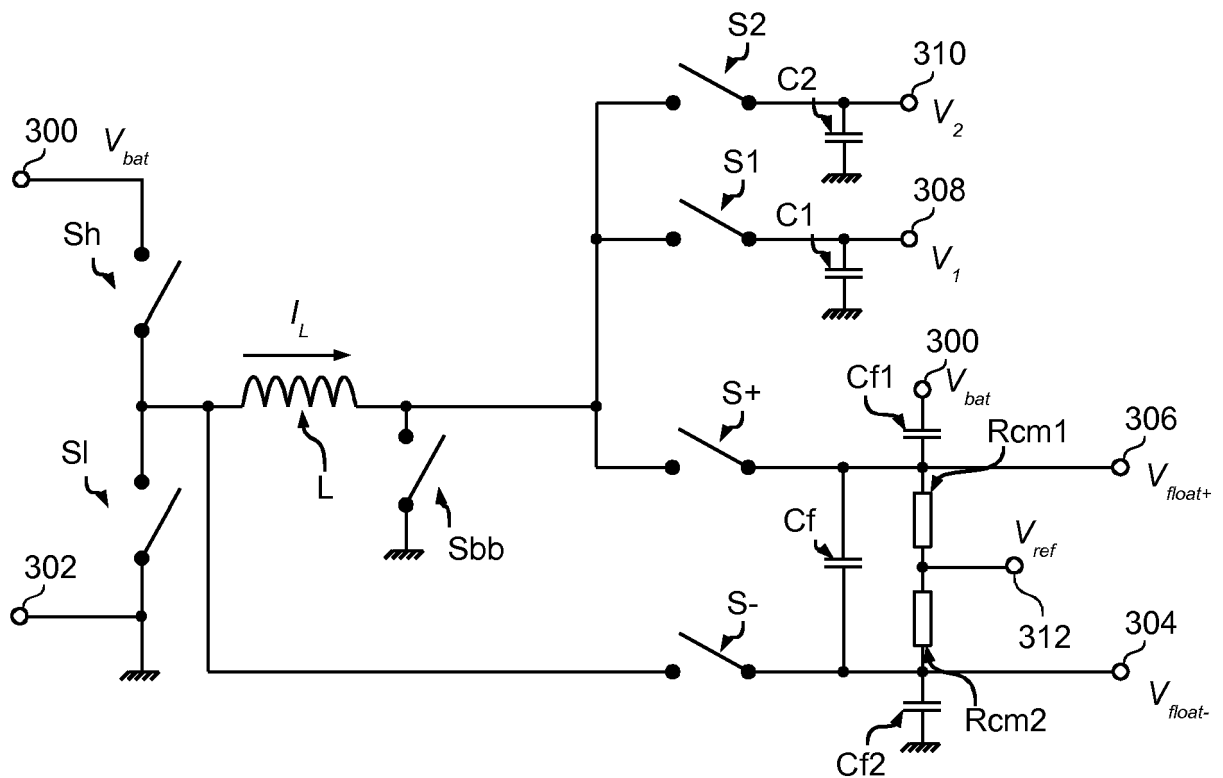 S2
310
C2
V2
300
Vbat
S1
308
C1
V1
Sh
IL
300
Vbat
Cf1
S+
Rcm1
306
Sl
L
Vfloat+
Cf
Vref
Sbb
302
S-
312
304
Rcm2
Vfloat-
Cf2